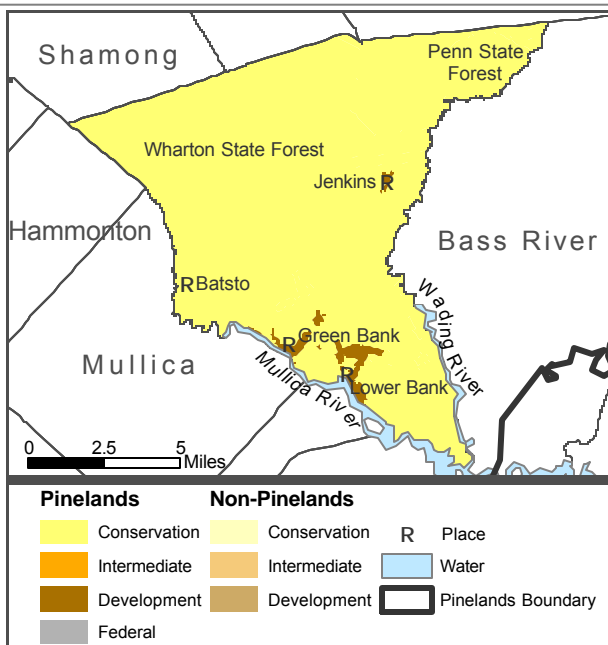 Shamong
Penn State
Forest
Wharton State Forest
Jenkins R
Hammonton
Bass River
R Batsto
Wading River
R Green Bank
Mullica
Mullica River
R Lower Bank
0 2.5 5
Miles
Pinelands Non-Pinelands
Conservation Conservation R Place
Intermediate Intermediate Water
Development Development Pinelands Boundary
Federal